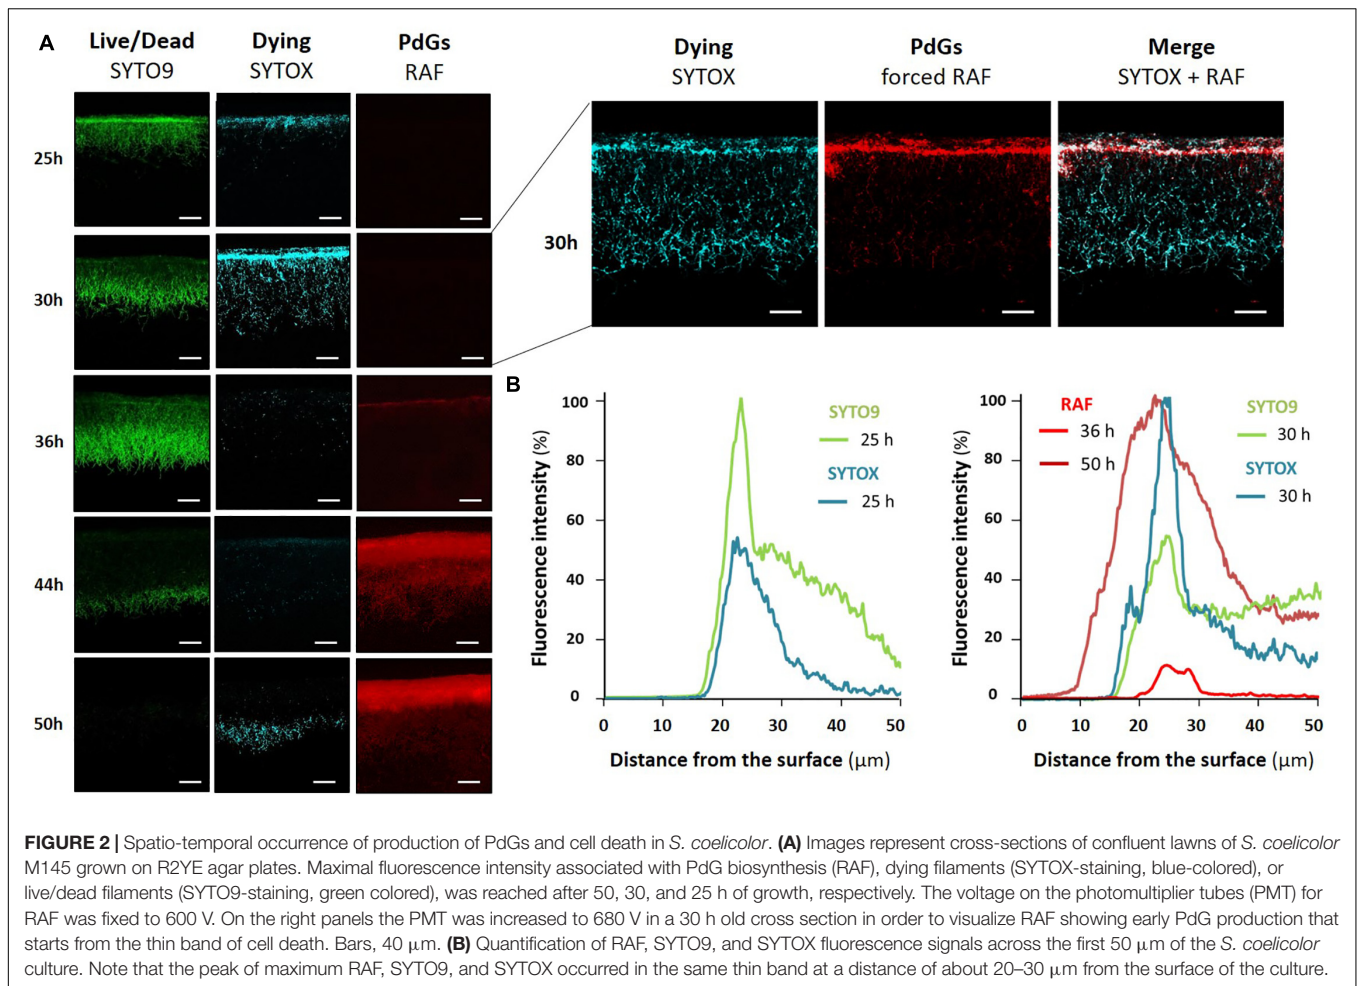 A
Live/Dead
SYTO9
Dying
SYTOX
PdGs
RAF
25h
30h
36h
44h
50h
Dying
SYTOX
PdGs
forced RAF
Merge
SYTOX + RAF
30h
B
Fluorescence intensity (%)
100
80
60
40
20
0
0 10 20 30 40 50
Distance from the surface (μm)
SYTO9
25 h
SYTOX
25 h
Fluorescence intensity (%)
100
80
60
40
20
0
0 10 20 30 40 50
Distance from the surface (μm)
RAF
36 h
50 h
SYTO9
30 h
SYTOX
30 h
FIGURE 2 | Spatio-temporal occurrence of production of PdGs and cell death in S. coelicolor. (A) Images represent cross-sections of confluent lawns of S. coelicolor
M145 grown on R2YE agar plates. Maximal fluorescence intensity associated with PdG biosynthesis (RAF), dying filaments (SYTOX-staining, blue-colored), or
live/dead filaments (SYTO9-staining, green colored), was reached after 50, 30, and 25 h of growth, respectively. The voltage on the photomultiplier tubes (PMT) for
RAF was fixed to 600 V. On the right panels the PMT was increased to 680 V in a 30 h old cross section in order to visualize RAF showing early PdG production that
starts from the thin band of cell death. Bars, 40 μm. (B) Quantification of RAF, SYTO9, and SYTOX fluorescence signals across the first 50 μm of the S. coelicolor
culture. Note that the peak of maximum RAF, SYTO9, and SYTOX occurred in the same thin band at a distance of about 20–30 μm from the surface of the culture.